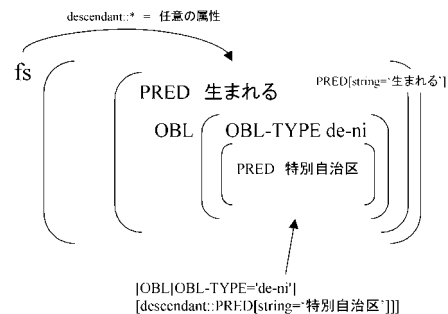 descendant::* = 任意の属性
fs
PRED[string=‘生まれる’]
PRED 生まれる
OBL OBL-TYPE de-ni
PRED 特別自治区
[OBL[OBL-TYPE='de-ni']
[descendant::PRED[string=‘特別自治区’]]]